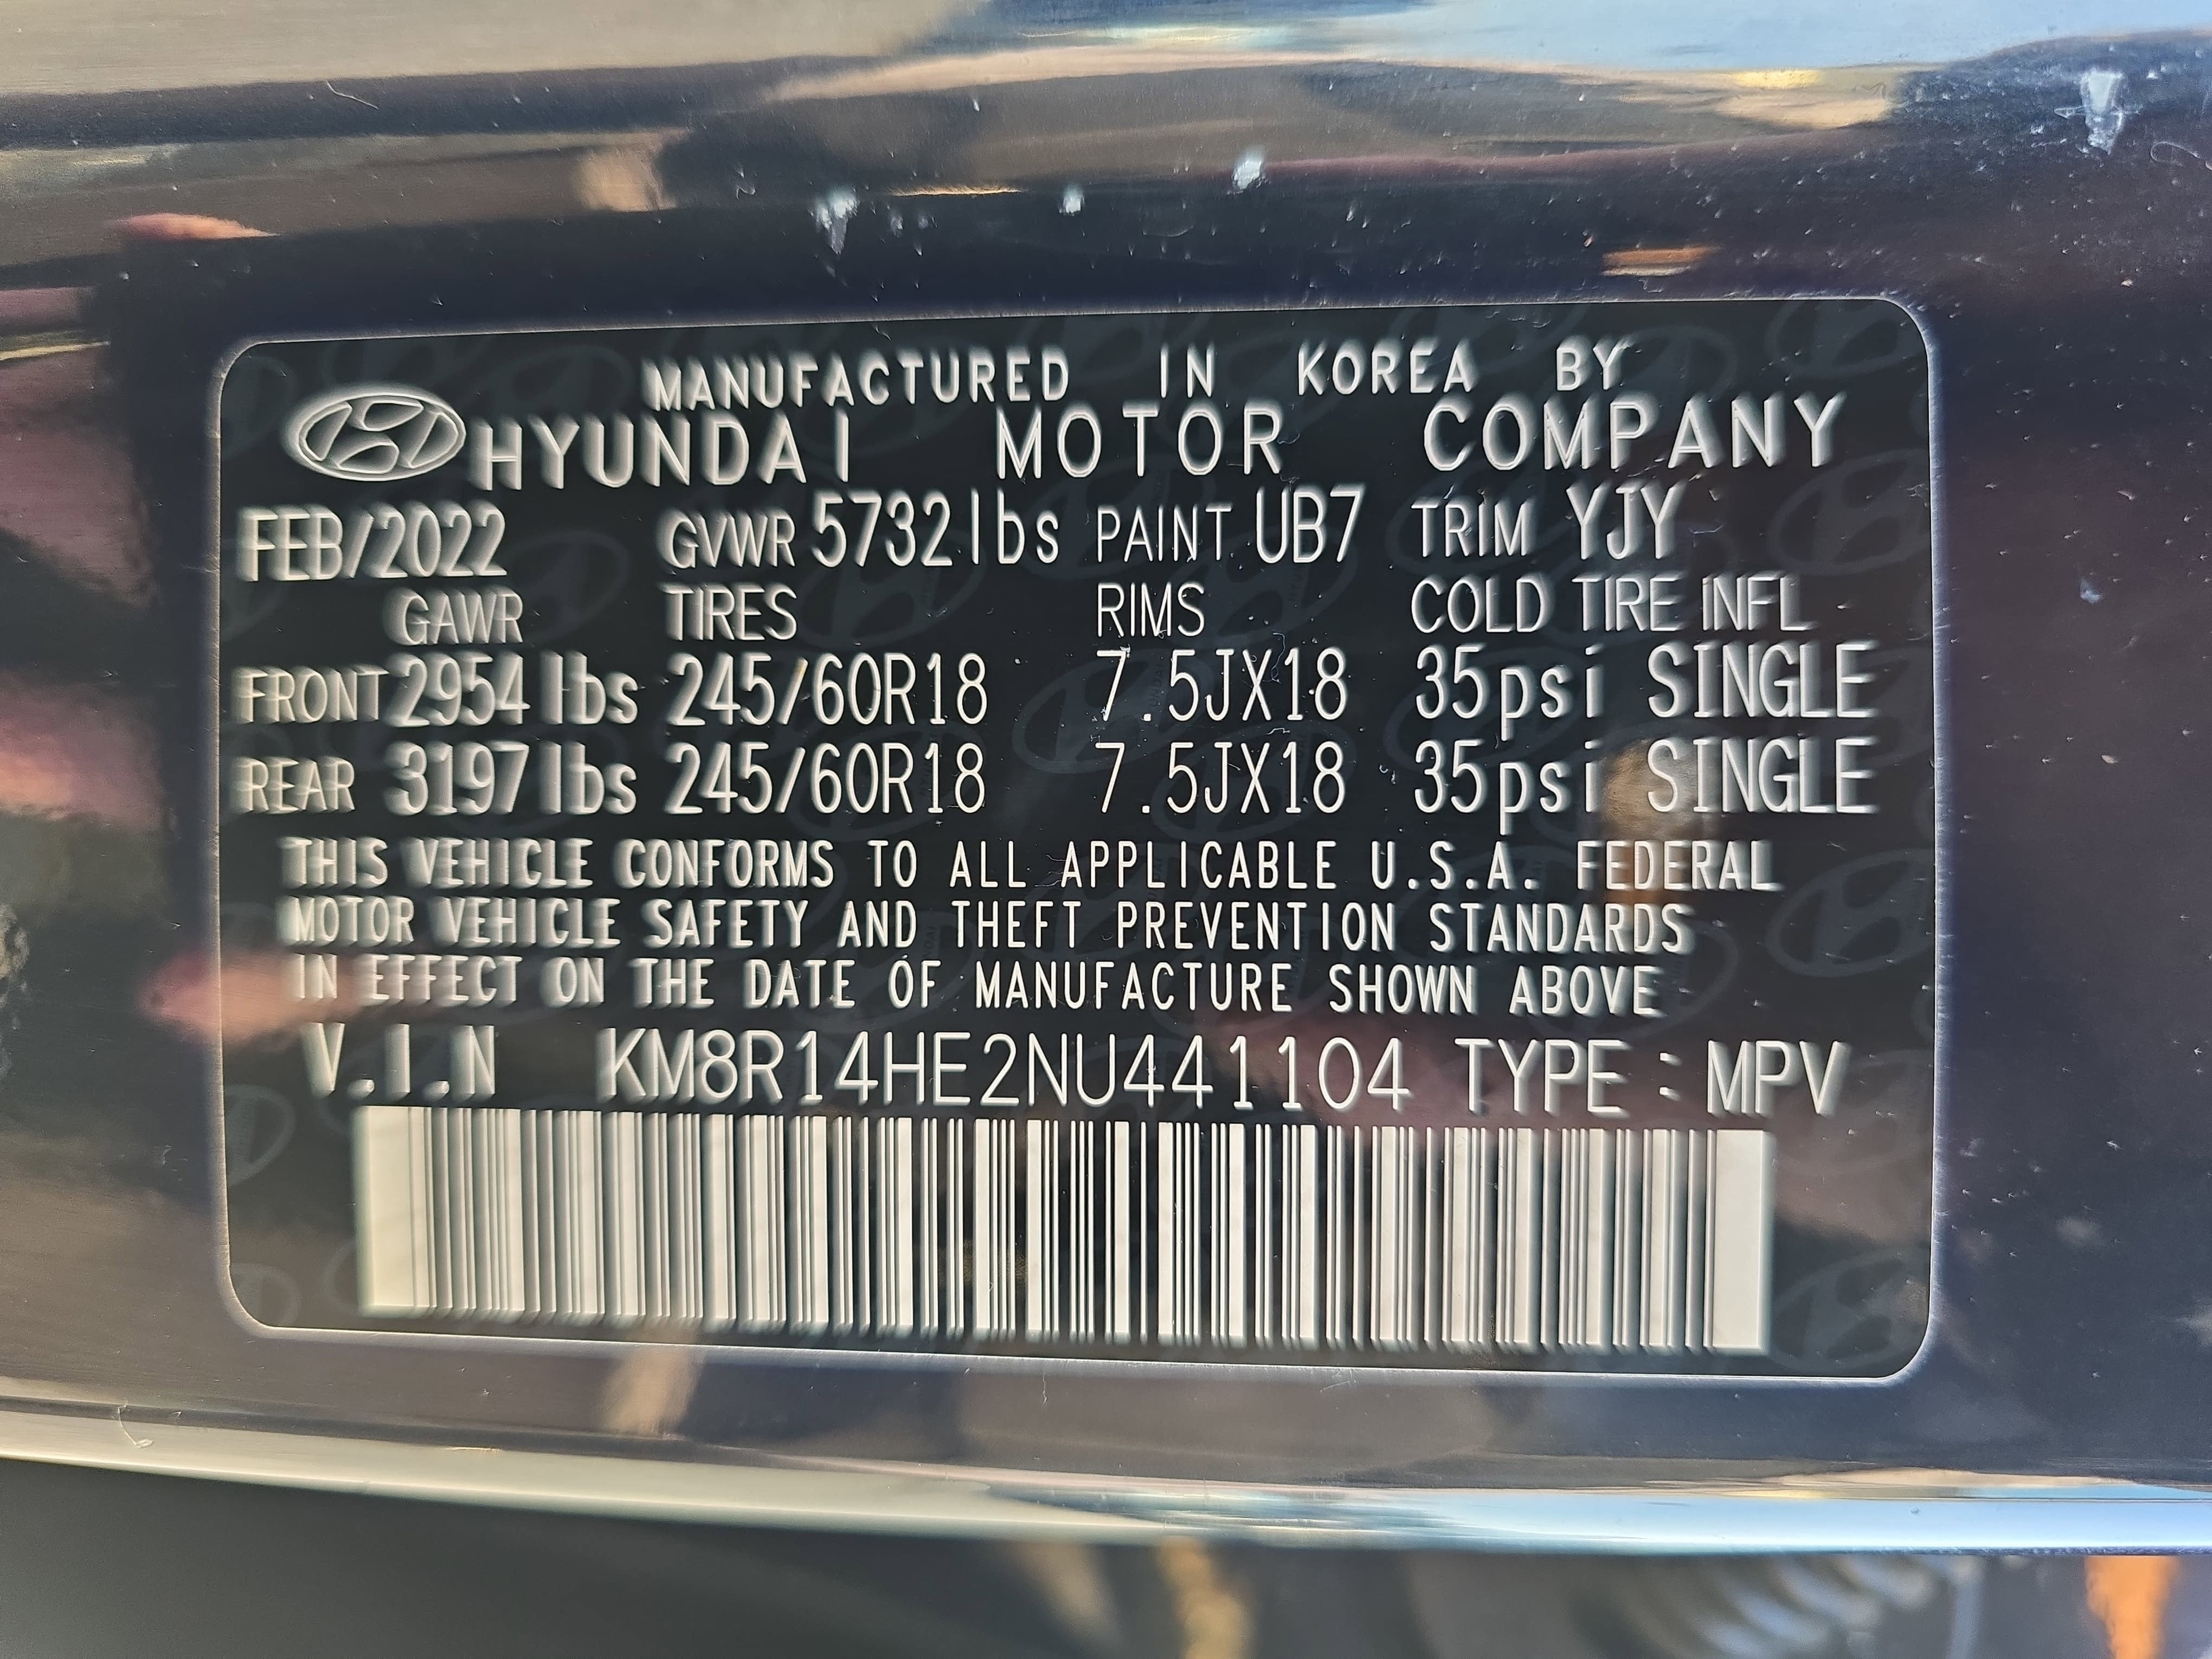 MANUFACTURED IN KOREA BY
HYUNDAI MOTOR COMPANY
FEB/2022 GVWR 5732lbs PAINT UB7 TRIM YJY
GAWR TIRES RIMS COLD TIRE INFL
FRONT 2954lbs 245/60R18 7.5JX18 35psi SINGLE
REAR 3197lbs 245/60R18 7.5JX18 35psi SINGLE
THIS VEHICLE CONFORMS TO ALL APPLICABLE U.S.A. FEDERAL
MOTOR VEHICLE SAFETY AND THEFT PREVENTION STANDARDS
IN EFFECT ON THE DATE OF MANUFACTURE SHOWN ABOVE
V.I.N KM8R14HE2NU441104 TYPE : MPV